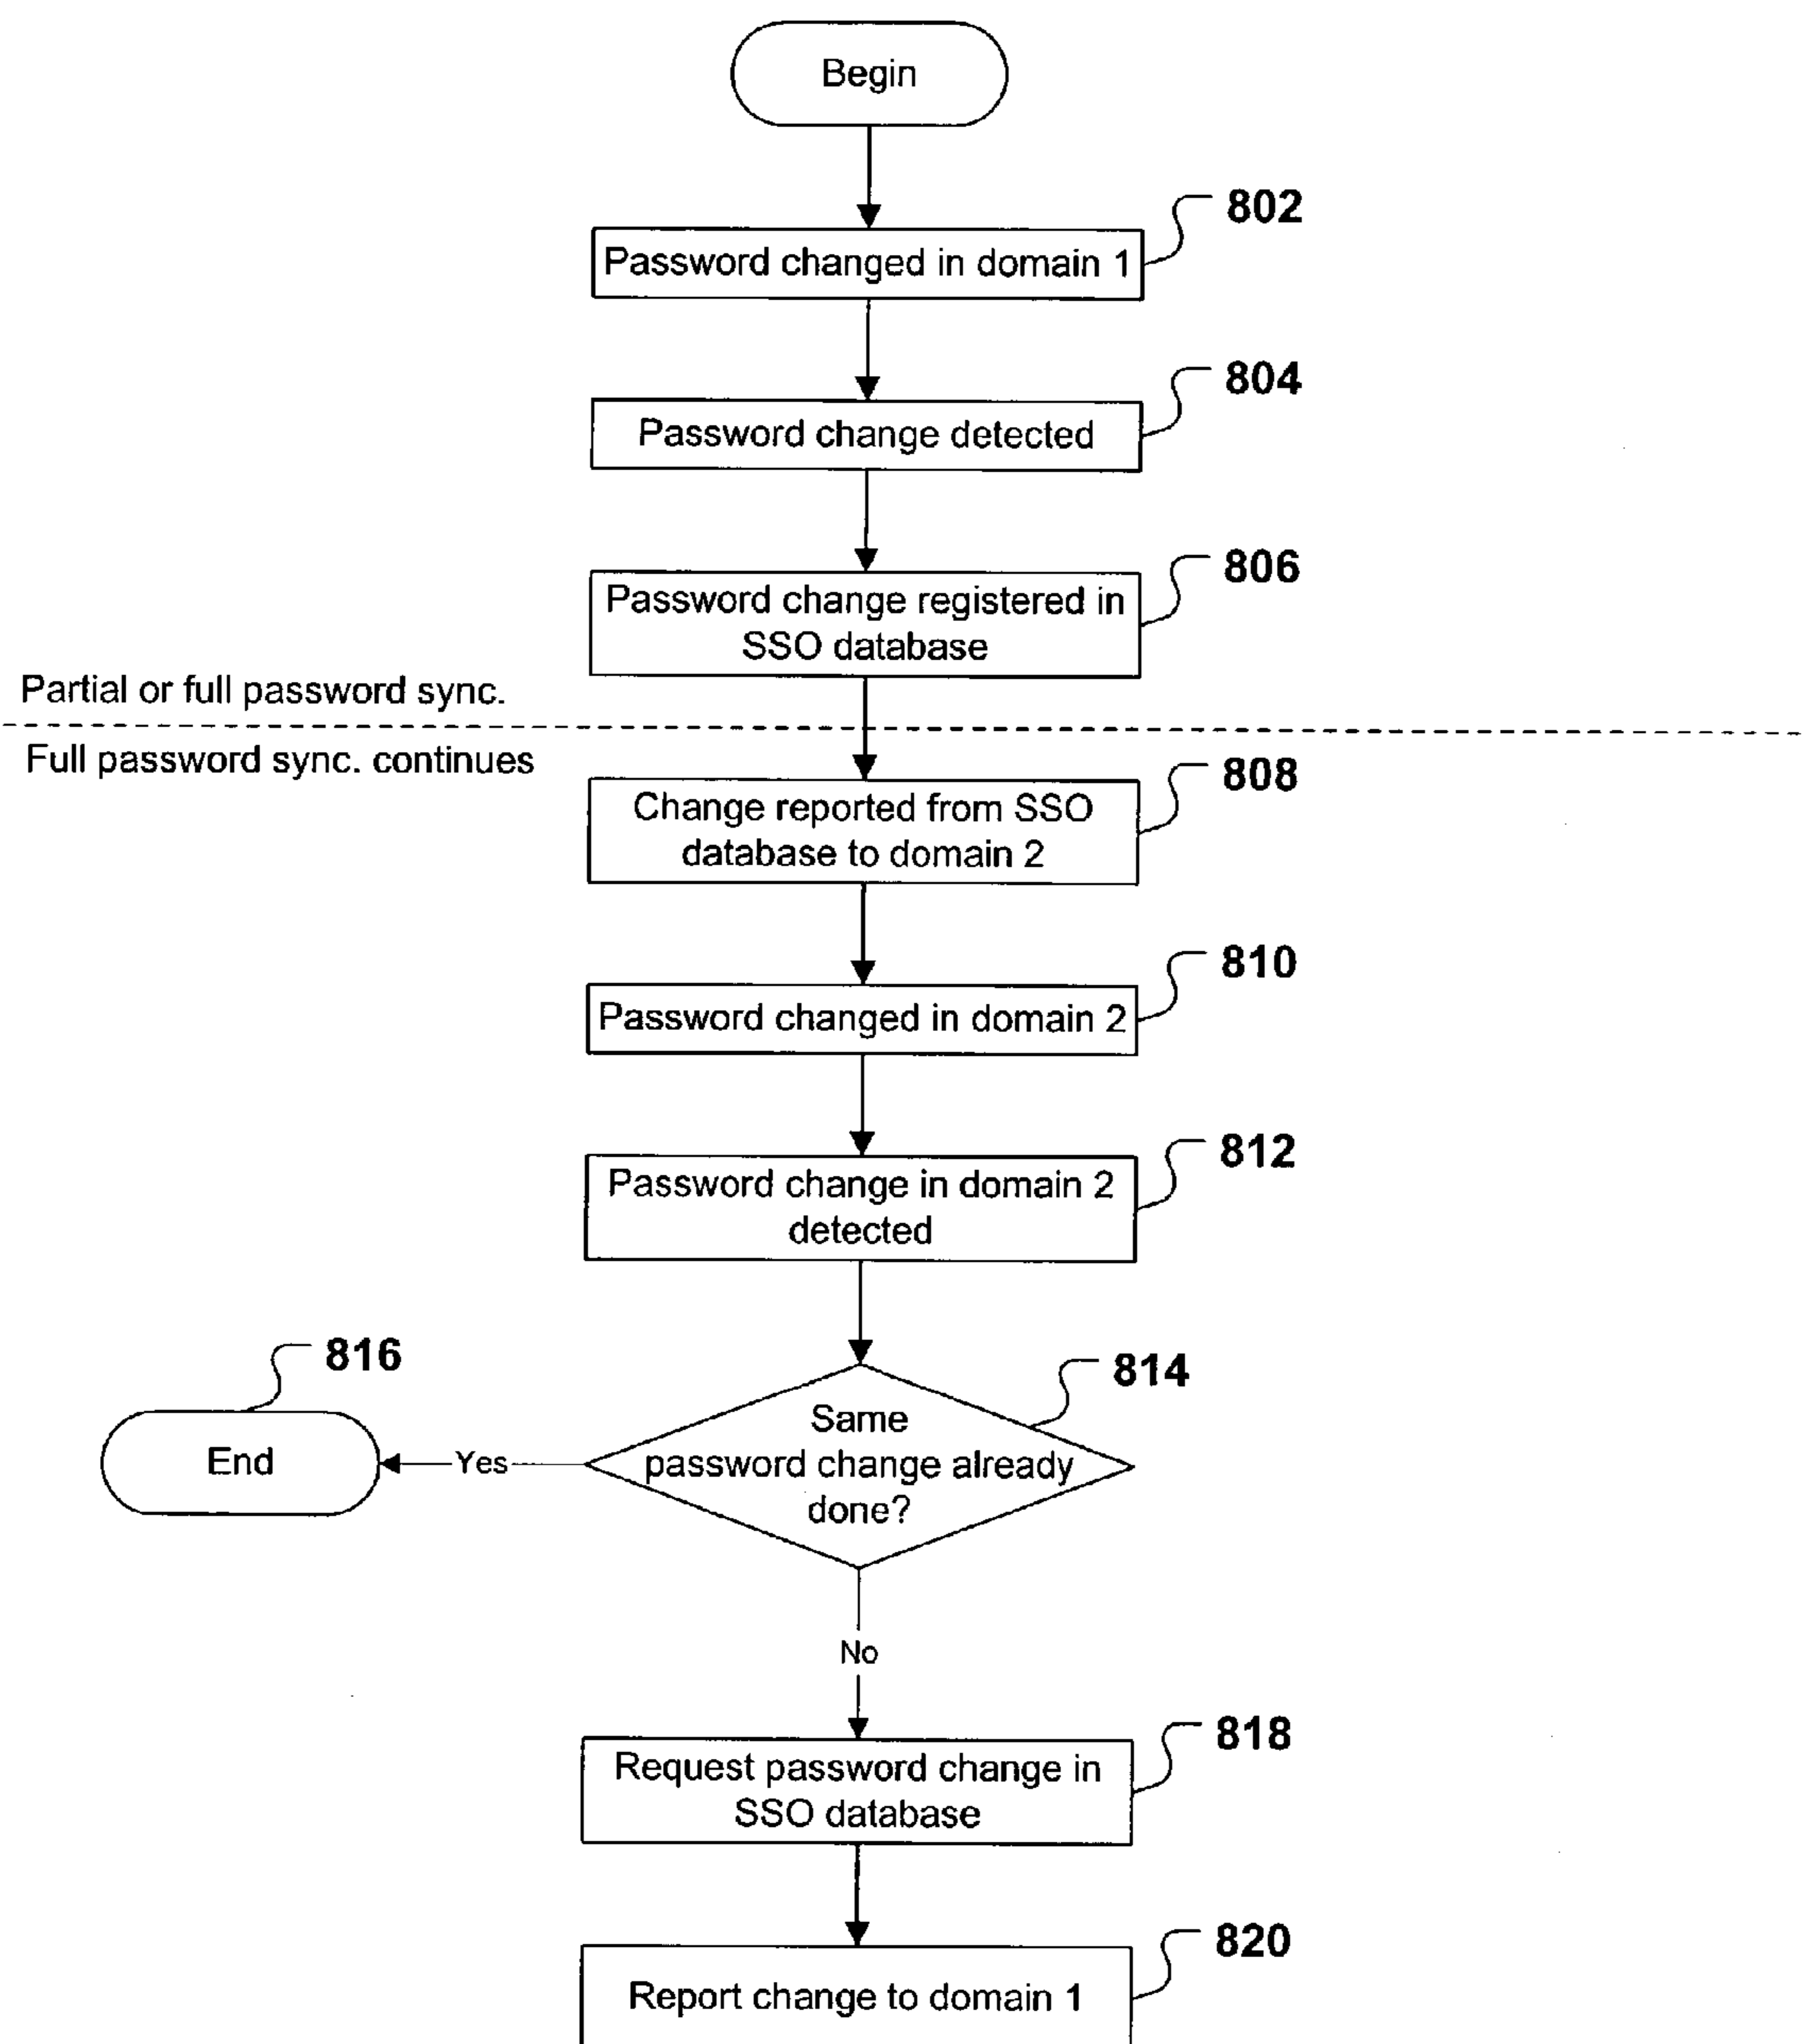 Begin
802
Password changed in domain 1
804
Password change detected
806
Password change registered in
SSO database
Partial or full password sync.
Full password sync. continues
808
Change reported from SSO
database to domain 2
810
Password changed in domain 2
812
Password change in domain 2
detected
816
814
End
Yes
Same
password change already
done?
No
818
Request password change in
SSO database
820
Report change to domain 1